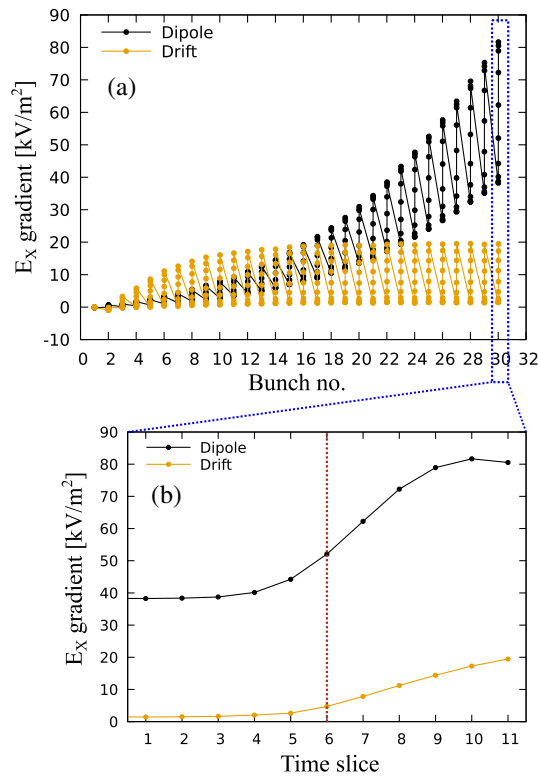 90
80
70
60
50
40
30
20
10
0
-10
Dipole
Drift
(a)
E_X gradient [kV/m²]
0 2 4 6 8 10 12 14 16 18 20 22 24 26 28 30 32
Bunch no.
90
80
70
60
50
40
30
20
10
0
Dipole
Drift
(b)
E_X gradient [kV/m²]
1 2 3 4 5 6 7 8 9 10 11
Time slice